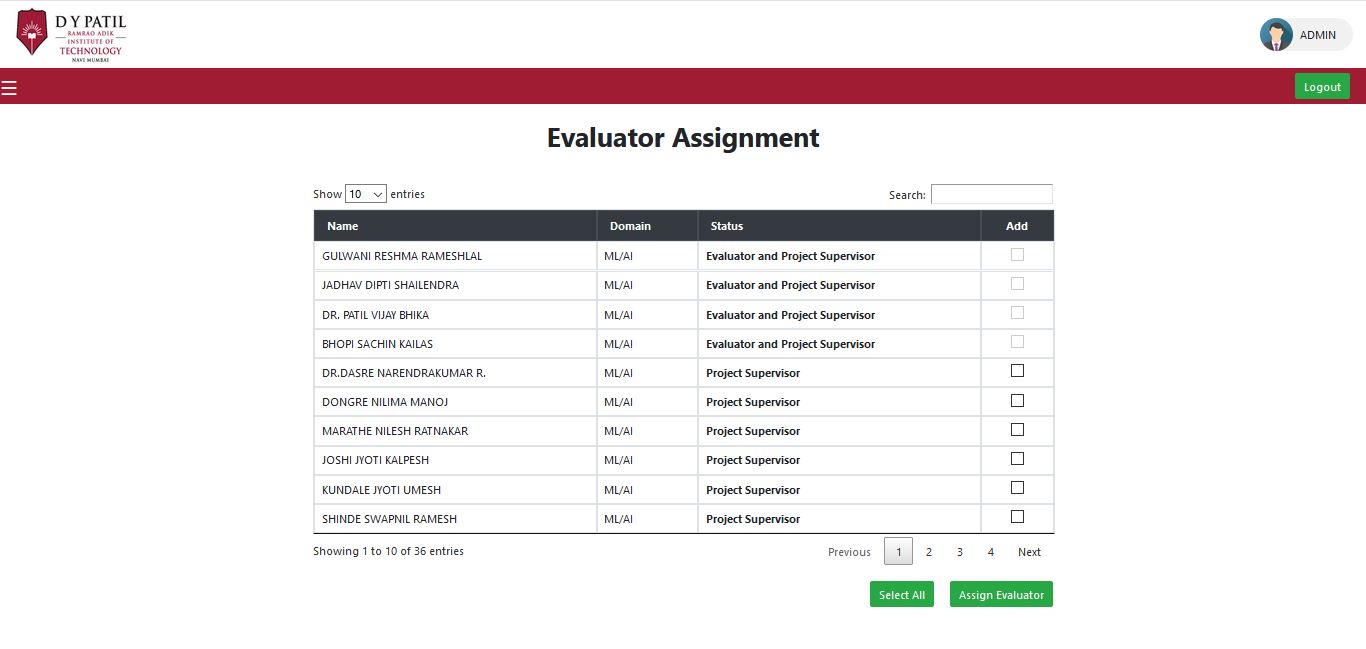 D Y PATIL
RAMRAO ADIK
INSTITUTE OF
TECHNOLOGY
NAVI MUMBAI
ADMIN
Logout
Evaluator Assignment
Show 10 entries
Search:
Name Domain Status Add
GULWANI RESHMA RAMESHLAL ML/AI Evaluator and Project Supervisor
JADHAV DIPTI SHAILENDRA ML/AI Evaluator and Project Supervisor
DR. PATIL VIJAY BHIKA ML/AI Evaluator and Project Supervisor
BHOPI SACHIN KAILAS ML/AI Evaluator and Project Supervisor
DR.DASRE NARENDRAKUMAR R. ML/AI Project Supervisor
DONGRE NILIMA MANOJ ML/AI Project Supervisor
MARATHE NILESH RATNAKAR ML/AI Project Supervisor
JOSHI JYOTI KALPESH ML/AI Project Supervisor
KUNDALE JYOTI UMESH ML/AI Project Supervisor
SHINDE SWAPNIL RAMESH ML/AI Project Supervisor
Showing 1 to 10 of 36 entries
Previous 1 2 3 4 Next
Select All Assign Evaluator